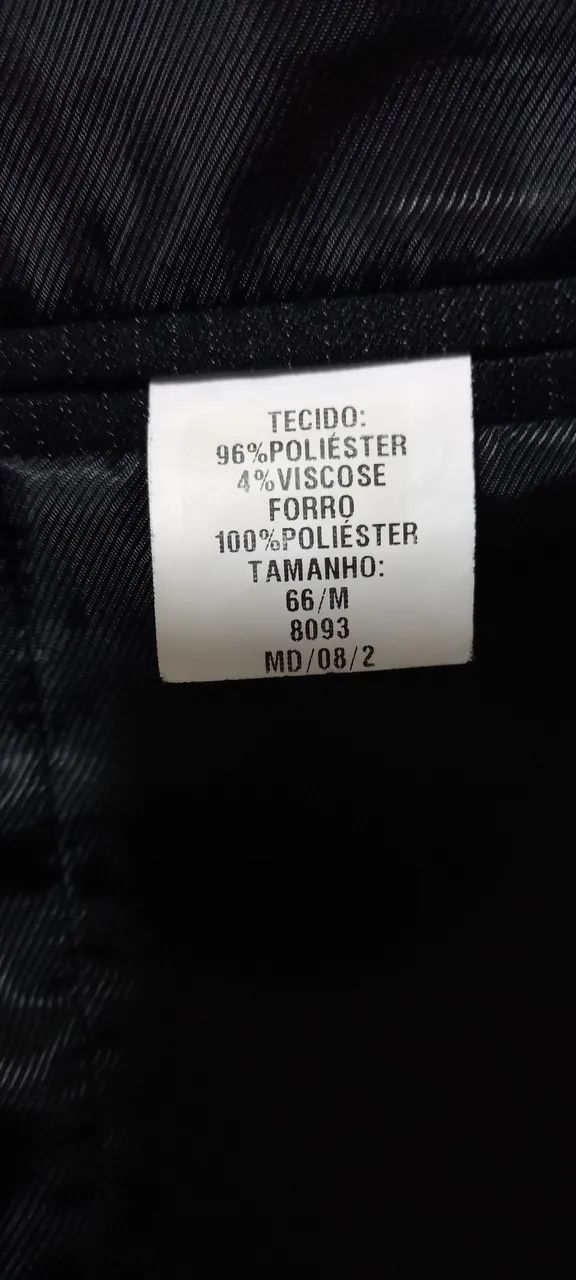 TECIDO:
96%POLIÉSTER
4%VISCOSE
FORRO
100%POLIÉSTER
TAMANHO:
66/M
8093
MD/08/2